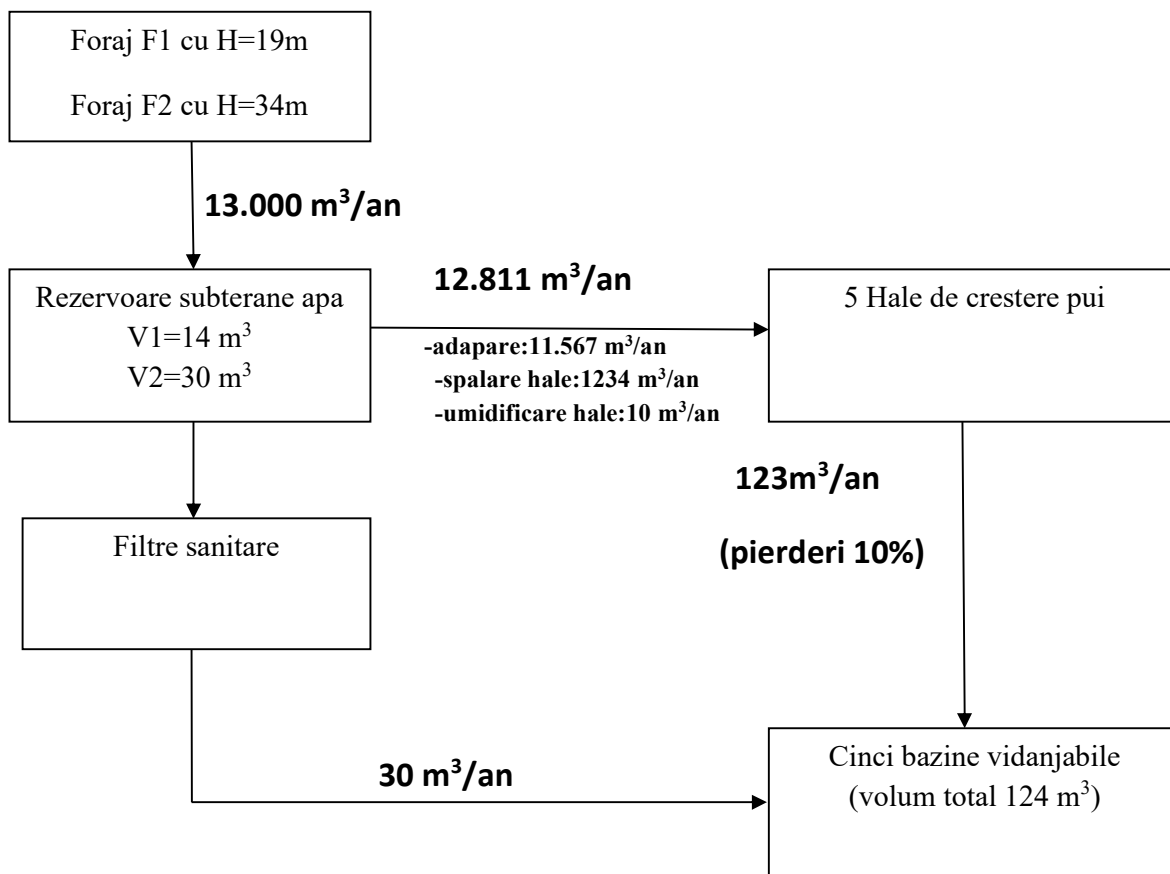 Foraj F1 cu H=19m
Foraj F2 cu H=34m
13.000 m³/an
Rezervoare subterane apa
V1=14 m³
V2=30 m³
12.811 m³/an
-adapare:11.567 m³/an
-spalare hale:1234 m³/an
-umidificare hale:10 m³/an
5 Hale de crestere pui
123m³/an
(pierderi 10%)
Filtre sanitare
30 m³/an
Cinci bazine vidanjabile
(volum total 124 m³)